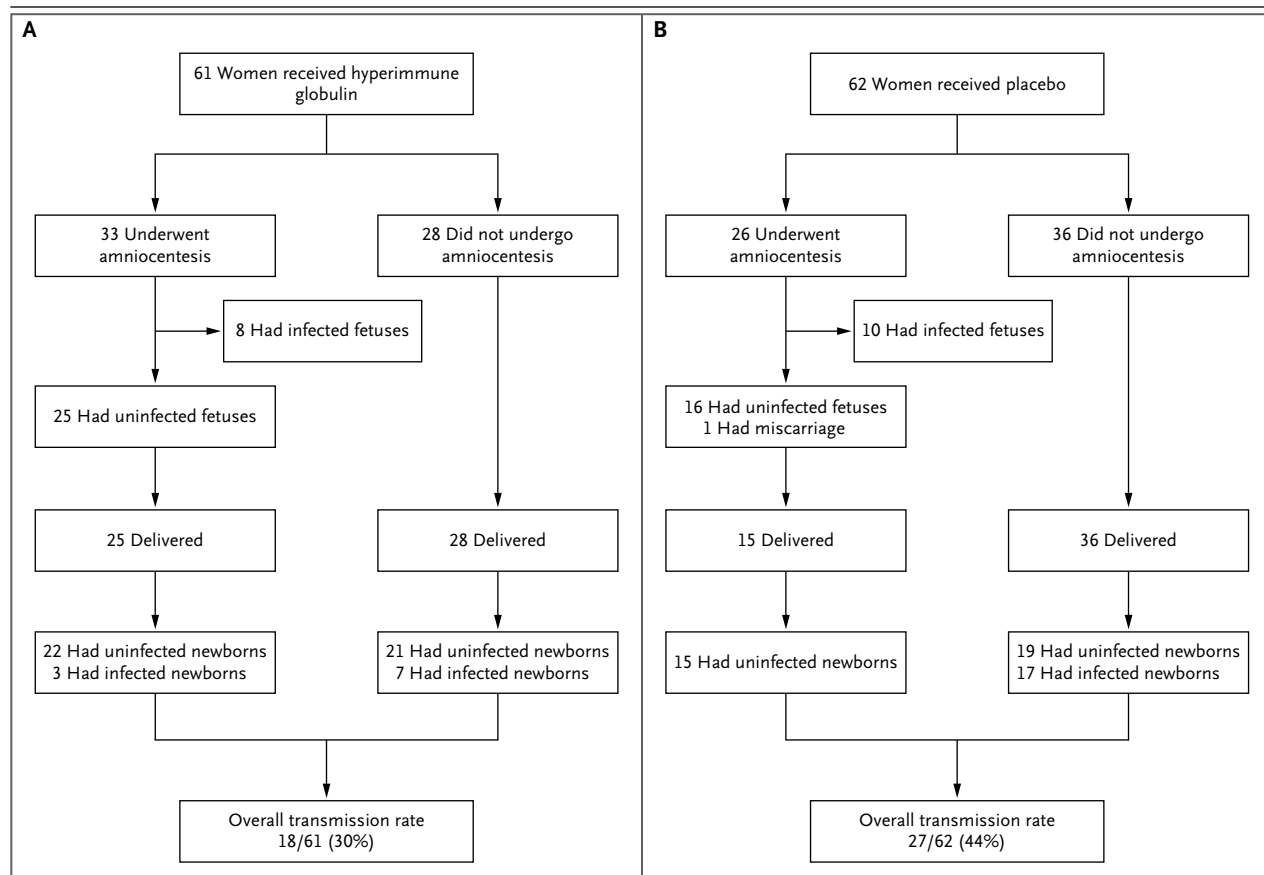 A
61 Women received hyperimmune
globulin
33 Underwent
amniocentesis
28 Did not undergo
amniocentesis
8 Had infected fetuses
25 Had uninfected fetuses
25 Delivered
28 Delivered
22 Had uninfected newborns
3 Had infected newborns
21 Had uninfected newborns
7 Had infected newborns
Overall transmission rate
18/61 (30%)
B
62 Women received placebo
26 Underwent
amniocentesis
36 Did not undergo
amniocentesis
10 Had infected fetuses
16 Had uninfected fetuses
1 Had miscarriage
15 Delivered
36 Delivered
15 Had uninfected newborns
19 Had uninfected newborns
17 Had infected newborns
Overall transmission rate
27/62 (44%)